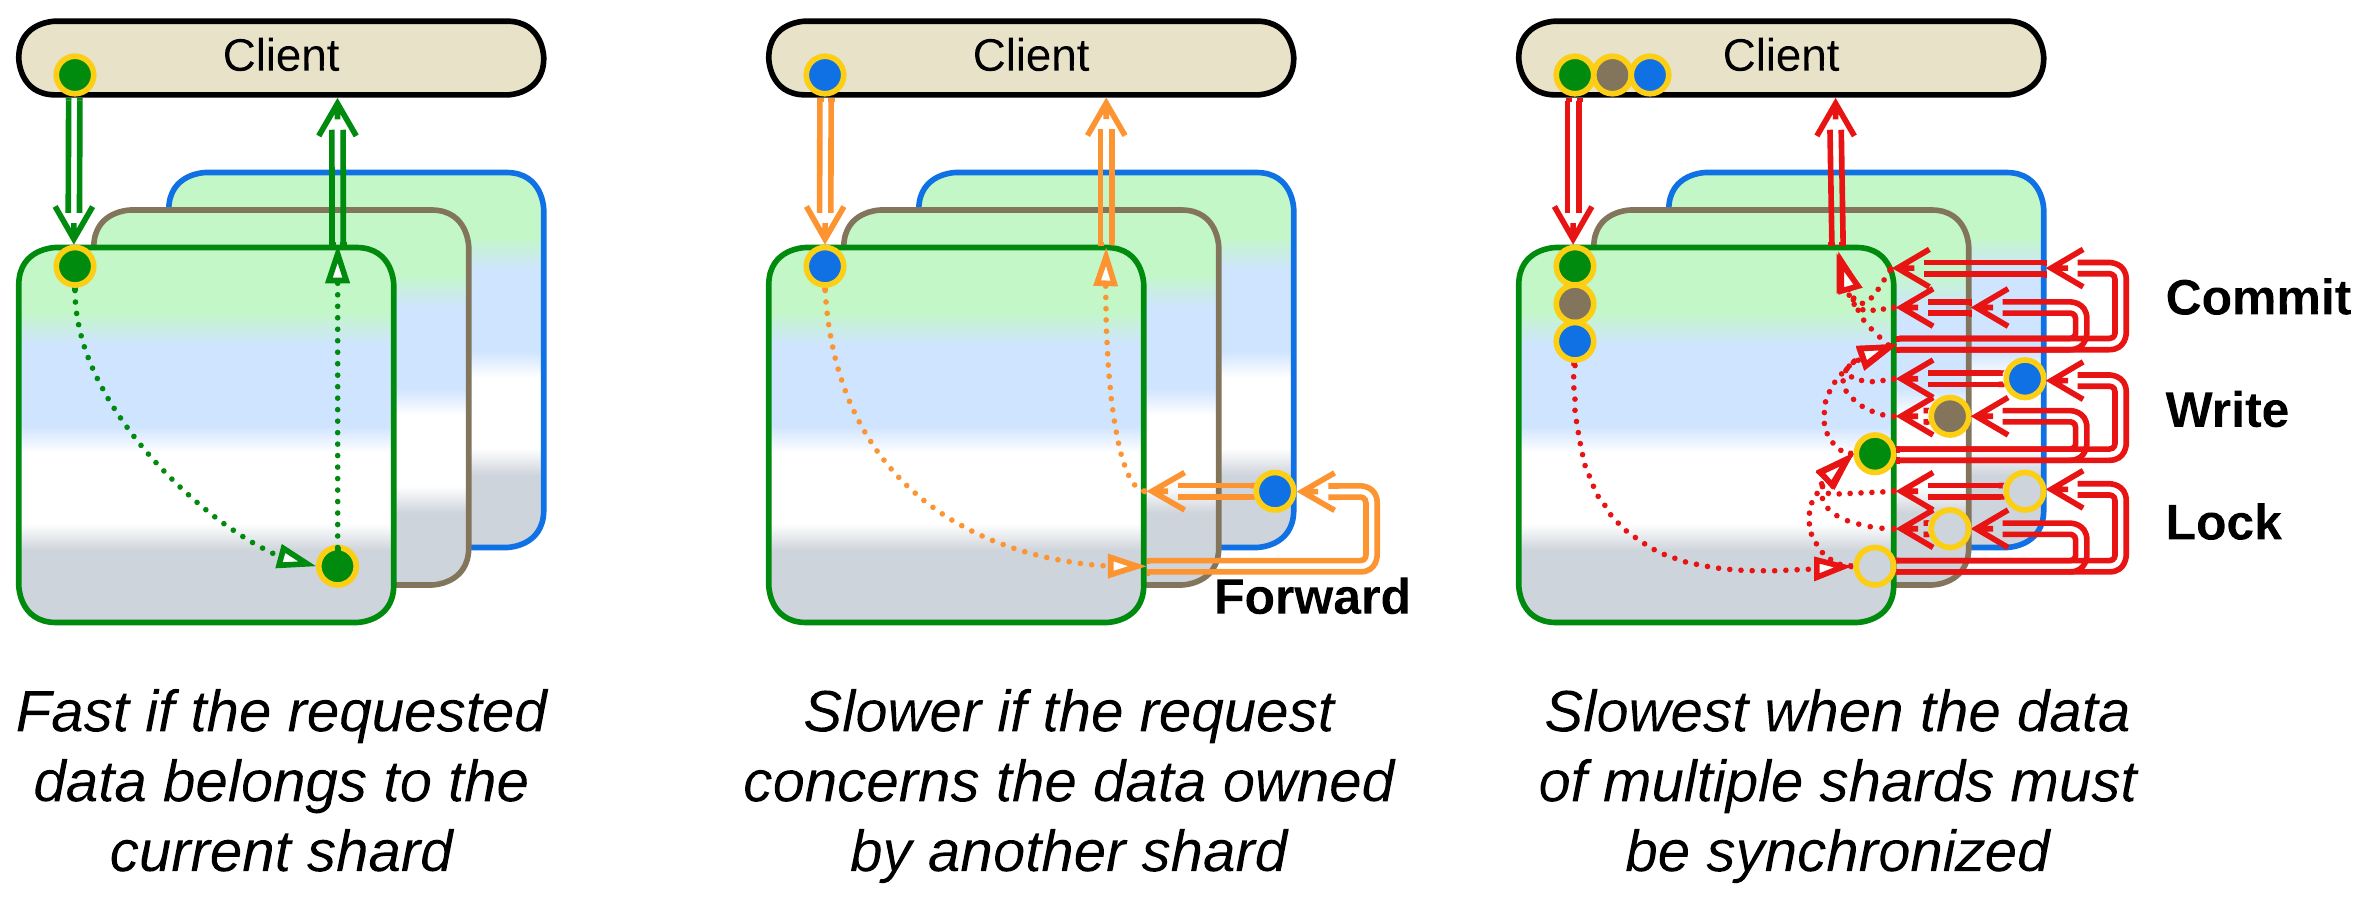 Client
Client
Client
Commit
Write
Lock
Forward
Fast if the requested
data belongs to the
current shard
Slower if the request
concerns the data owned
by another shard
Slowest when the data
of multiple shards must
be synchronized